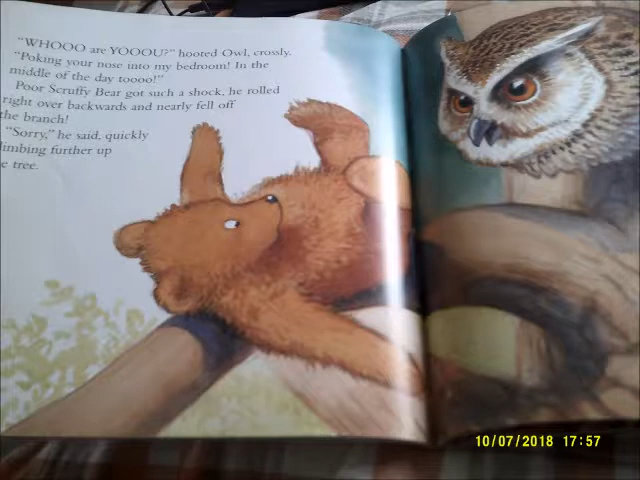 "WHOOO are YOOOU?" hooted Owl, crossly.
"Poking your nose into my bedroom! In the
middle of the day toooo!"
Poor Scruffy Bear got such a shock, he rolled
right over backwards and nearly fell off
the branch!
"Sorry," he said, quickly
limbing further up
e tree.
10/07/2018 17:57